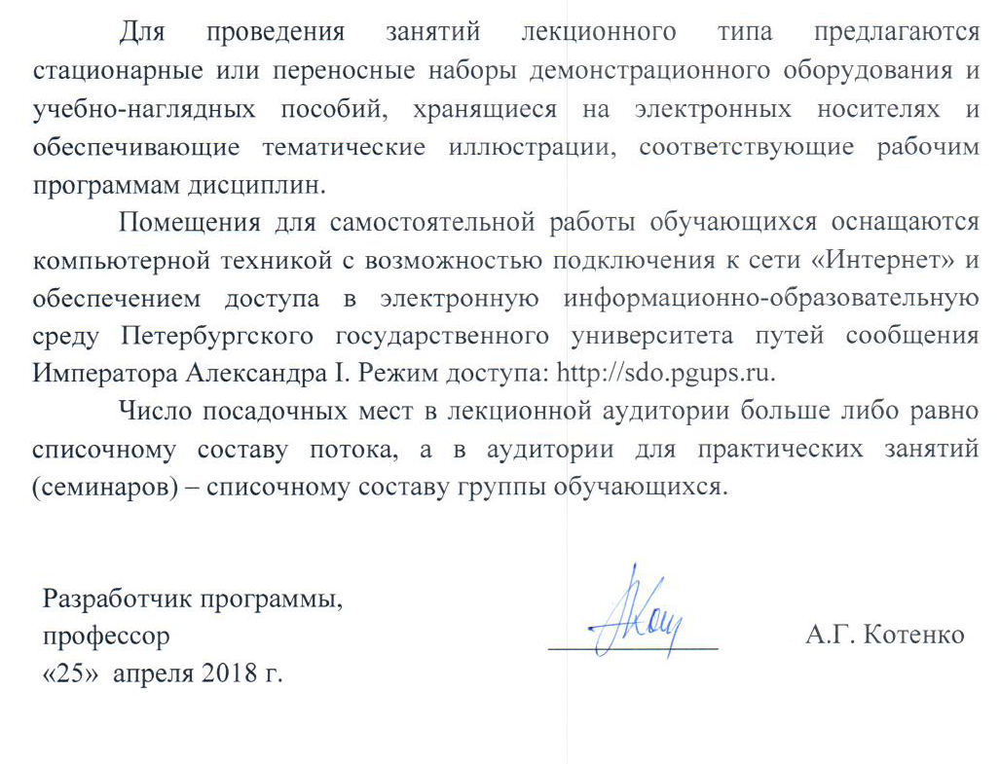 Для проведения занятий лекционного типа предлагаются
стационарные или переносные наборы демонстрационного оборудования и
учебно-наглядных пособий, хранящиеся на электронных носителях и
обеспечивающие тематические иллюстрации, соответствующие рабочим
программам дисциплин.
Помещения для самостоятельной работы обучающихся оснащаются
компьютерной техникой с возможностью подключения к сети «Интернет» и
обеспечением доступа в электронную информационно-образовательную
среду Петербургского государственного университета путей сообщения
Императора Александра I. Режим доступа: http://sdo.pgups.ru.
Число посадочных мест в лекционной аудитории больше либо равно
списочному составу потока, а в аудитории для практических занятий
(семинаров) – списочному составу группы обучающихся.
Разработчик программы,
профессор А.Г. Котенко
«25» апреля 2018 г.